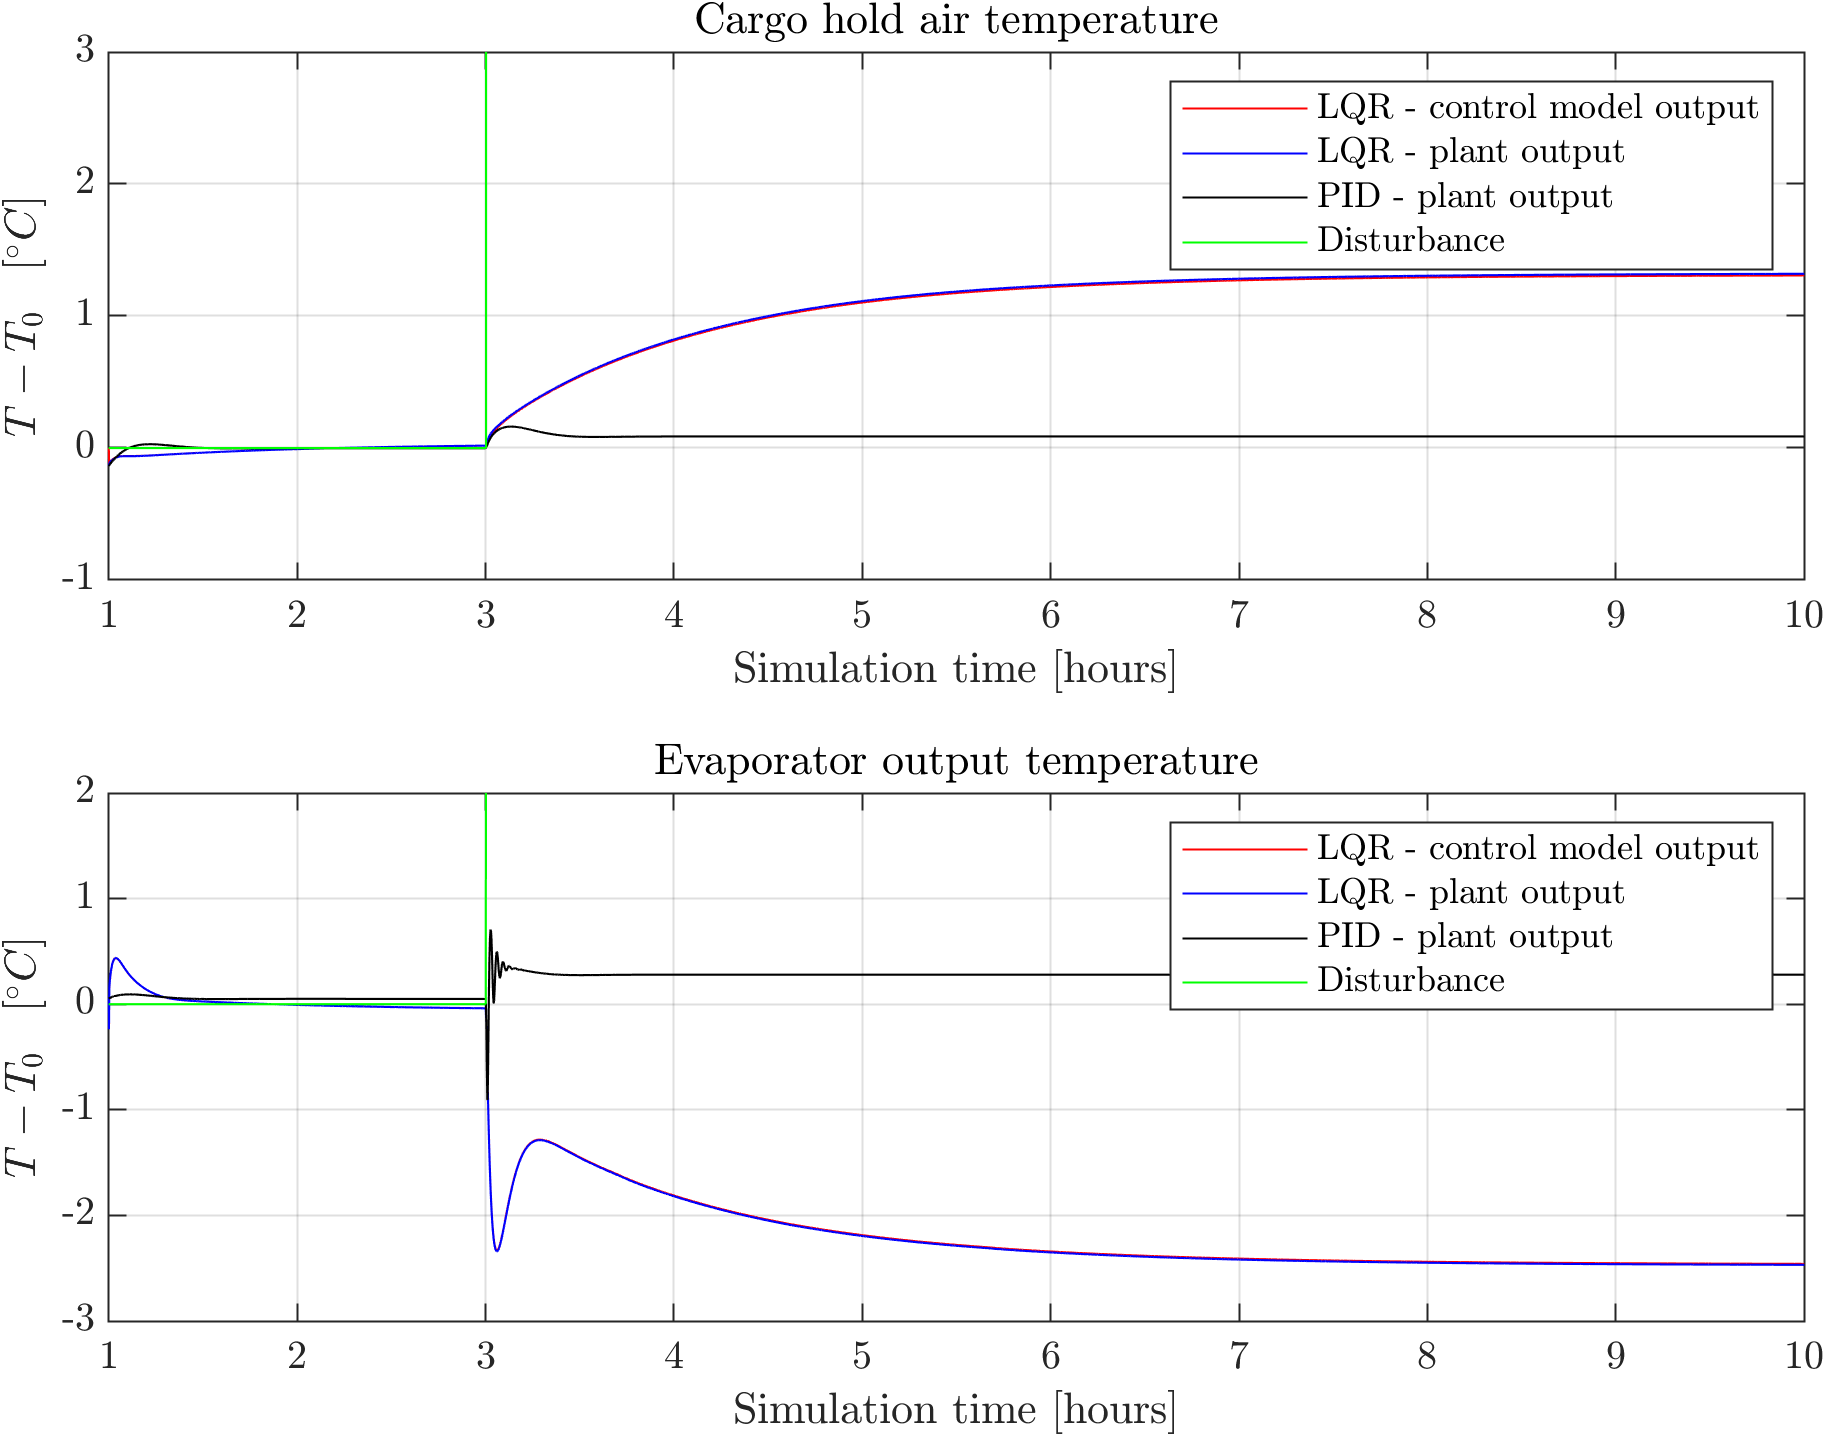 Cargo hold air temperature
3
2
1
0
-1
T − T₀ [°C]
LQR - control model output
LQR - plant output
PID - plant output
Disturbance
1 2 3 4 5 6 7 8 9 10
Simulation time [hours]
Evaporator output temperature
2
1
0
-1
-2
-3
T − T₀ [°C]
LQR - control model output
LQR - plant output
PID - plant output
Disturbance
1 2 3 4 5 6 7 8 9 10
Simulation time [hours]